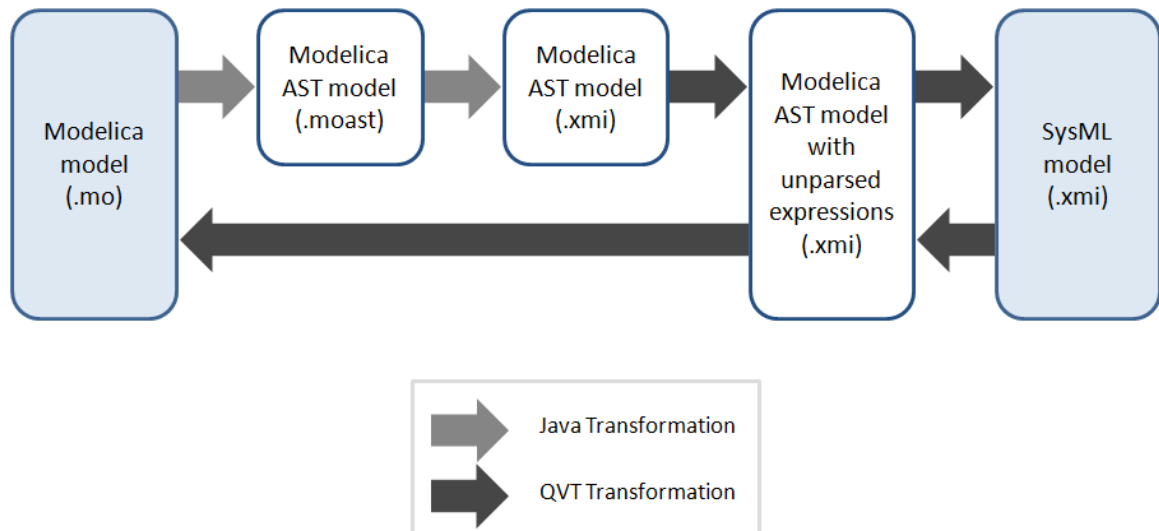 Modelica
model
(.mo)
Modelica
AST model
(.moast)
Modelica
AST model
(.xmi)
Modelica
AST model
with
unparsed
expressions
(.xmi)
SysML
model
(.xmi)
Java Transformation
QVT Transformation